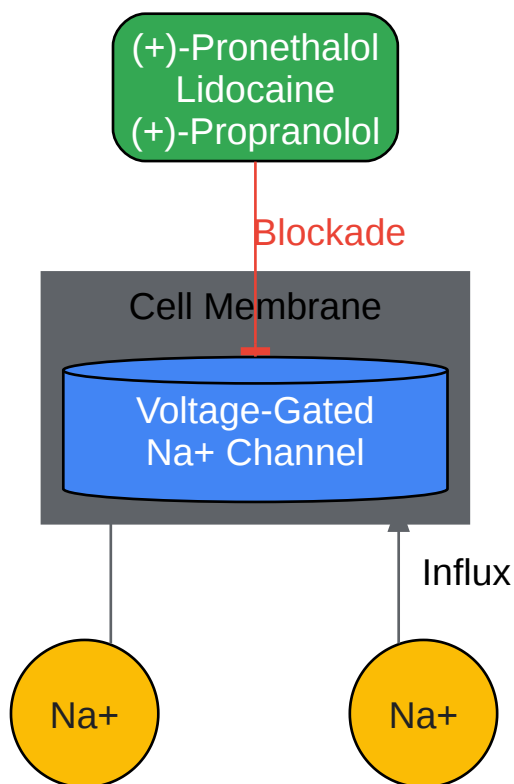 (+)-Pronethalol
Lidocaine
(+)-Propranolol
Blockade
Cell Membrane
Voltage-Gated
Na+ Channel
Influx
Na+
Na+